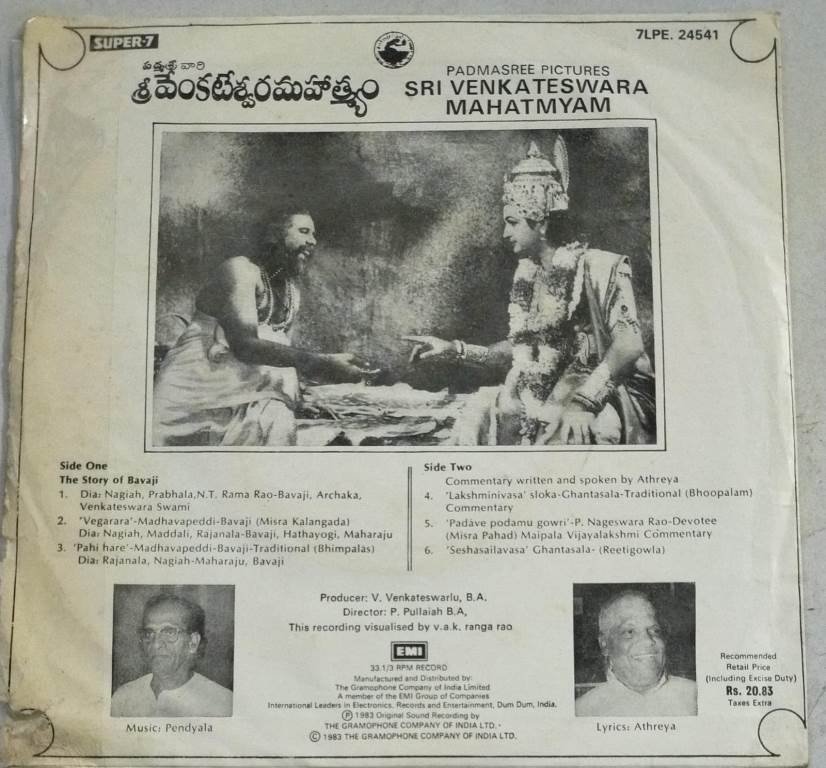 SUPER-7
7LPE. 24541
పద్మశ్రీ వారి
శ్రీ వేంకటేశ్వర మహాత్మ్యం
PADMASREE PICTURES
SRI VENKATESWARA
MAHATMYAM
Side One
The Story of Bavaji
1. Dia: Nagiah, Prabhala,N.T. Rama Rao-Bavaji, Archaka,
Venkateswara Swami
2. 'Vegarara'-Madhavapeddi-Bavaji (Misra Kalangada)
Dia: Nagiah, Maddali, Rajanala-Bavaji, Hathayogi, Maharaju
3. 'Pahi hare'-Madhavapeddi-Bavaji-Traditional (Bhimpalas)
Dia: Rajanala, Nagiah-Maharaju, Bavaji
Side Two
Commentary written and spoken by Athreya
4. 'Lakshminivasa' sloka-Ghantasala-Traditional (Bhoopalam)
Commentary
5. 'Padave podamu gowri'-P. Nageswara Rao-Devotee
(Misra Pahad) Maipala Vijayalakshmi Commentary
6. 'Seshasailavasa' Ghantasala- (Reetigowla)
Producer: V. Venkateswarlu, B.A.
Director: P. Pullaiah B.A,
This recording visualised by v.a.k. ranga rao
EMI
33.1/3 RPM RECORD
Manufactured and Distributed by:
The Gramophone Company of India Limited
A member of the EMI Group of Companies
International Leaders in Electronics, Records and Entertainment, Dum Dum, India.
Ⓟ 1983 Original Sound Recording by
THE GRAMOPHONE COMPANY OF INDIA LTD.
© 1983 THE GRAMOPHONE COMPANY OF INDIA LTD.
Music: Pendyala
Lyrics: Athreya
Recommended
Retail Price
(Including Excise Duty)
Rs. 20.83
Taxes Extra